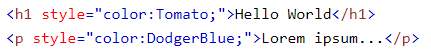 <h1 style="color:Tomato;">Hello World</h1>
<p style="color:DodgerBlue;">Lorem ipsum...</p>